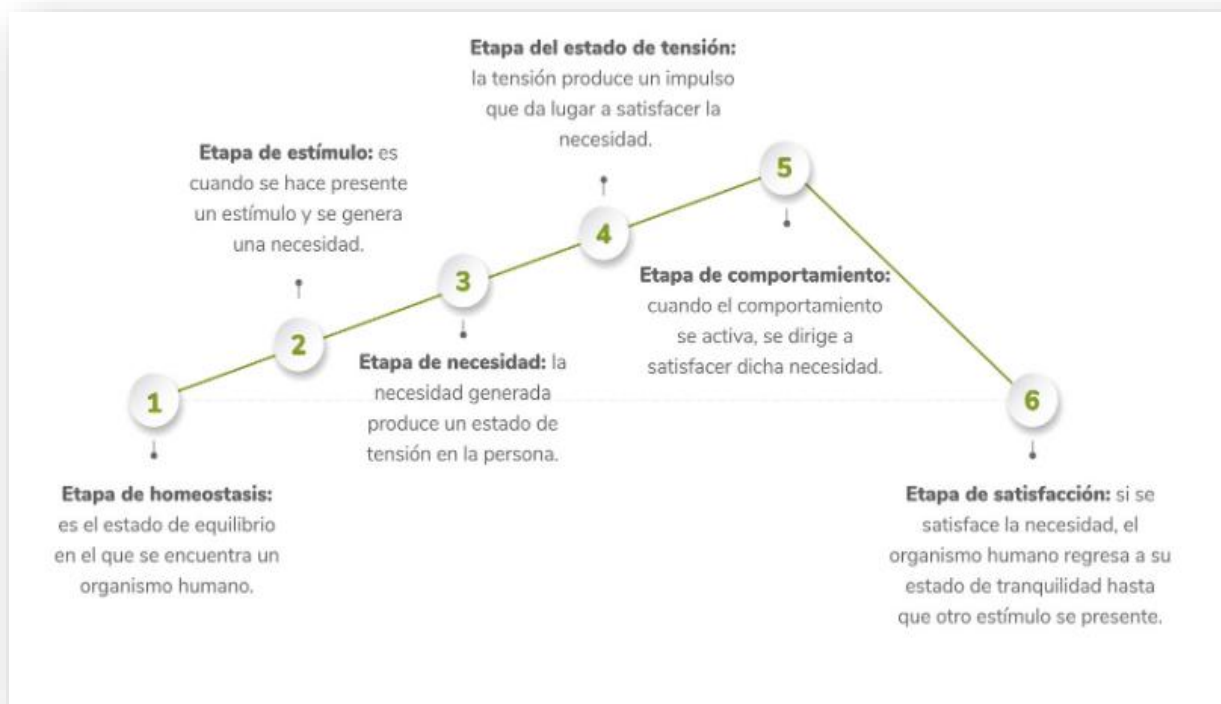 1
Etapa de homeostasis:
es el estado de equilibrio
en el que se encuentra un
organismo humano.
2
Etapa de estímulo: es
cuando se hace presente
un estímulo y se genera
una necesidad.
3
Etapa de necesidad: la
necesidad generada
produce un estado de
tensión en la persona.
4
Etapa del estado de tensión:
la tensión produce un impulso
que da lugar a satisfacer la
necesidad.
5
Etapa de comportamiento:
cuando el comportamiento
se activa, se dirige a
satisfacer dicha necesidad.
6
Etapa de satisfacción: si se
satisface la necesidad, el
organismo humano regresa a su
estado de tranquilidad hasta
que otro estímulo se presente.